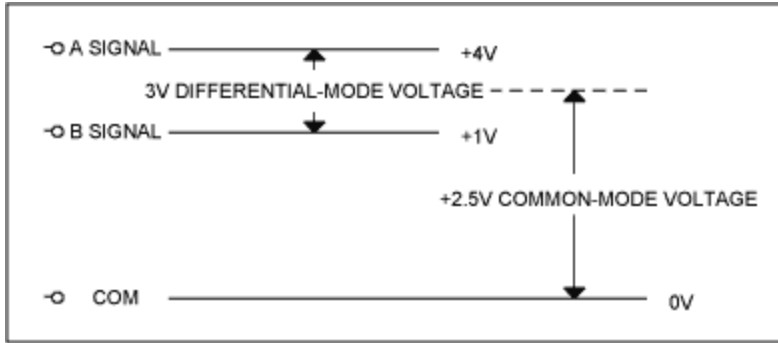 A SIGNAL
+4V
3V DIFFERENTIAL-MODE VOLTAGE
B SIGNAL
+1V
+2.5V COMMON-MODE VOLTAGE
COM
0V